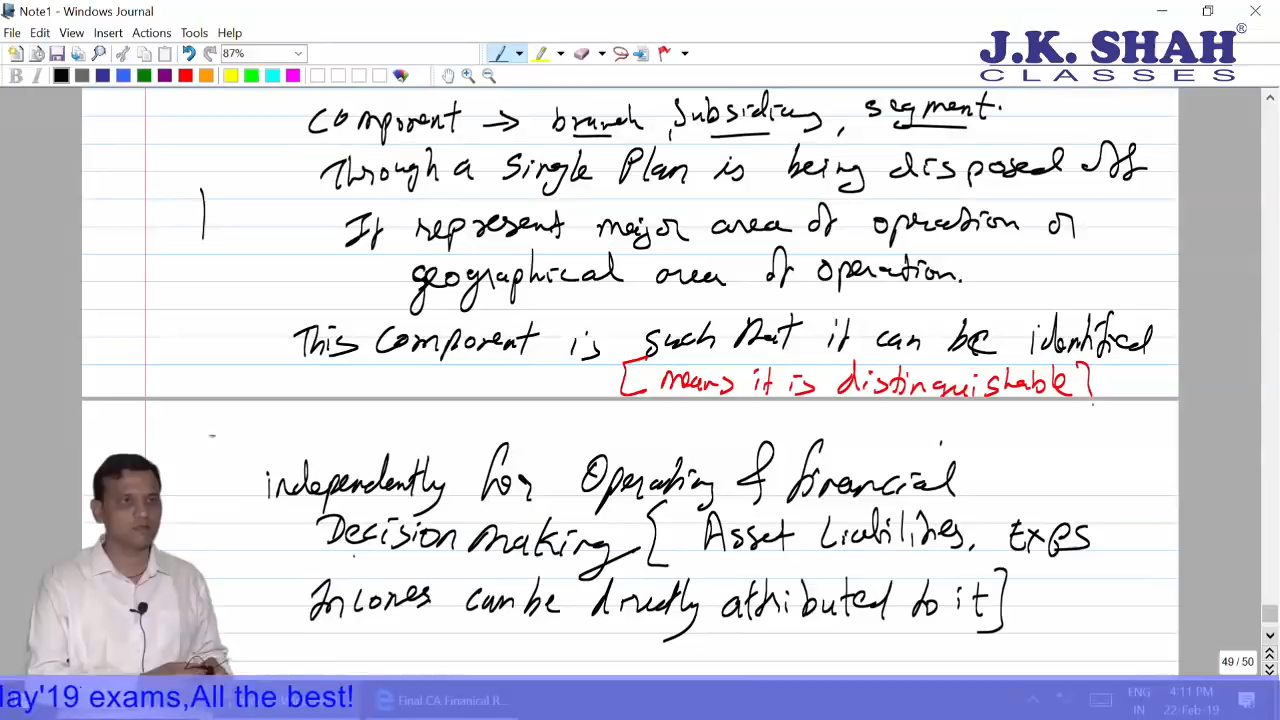 Note1 - Windows Journal
File Edit View Insert Actions Tools Help
87%
J.K. SHAH®
CLASSES
Component → branch, Subsidiary, segment.
Through a Single Plan is being disposed off
If represent major area of operation or
geographical area of operation.
This Component is such that it can be identified
[means it is distinguishable]
independently for Operating & financial
Decision making [Asset Liabilities, Exps
Incomes can be directly attributed to it]
49 / 50
lay'19 exams,All the best!
Final CA Finamical R...
ENG
IN
4:11 PM
22-Feb-19